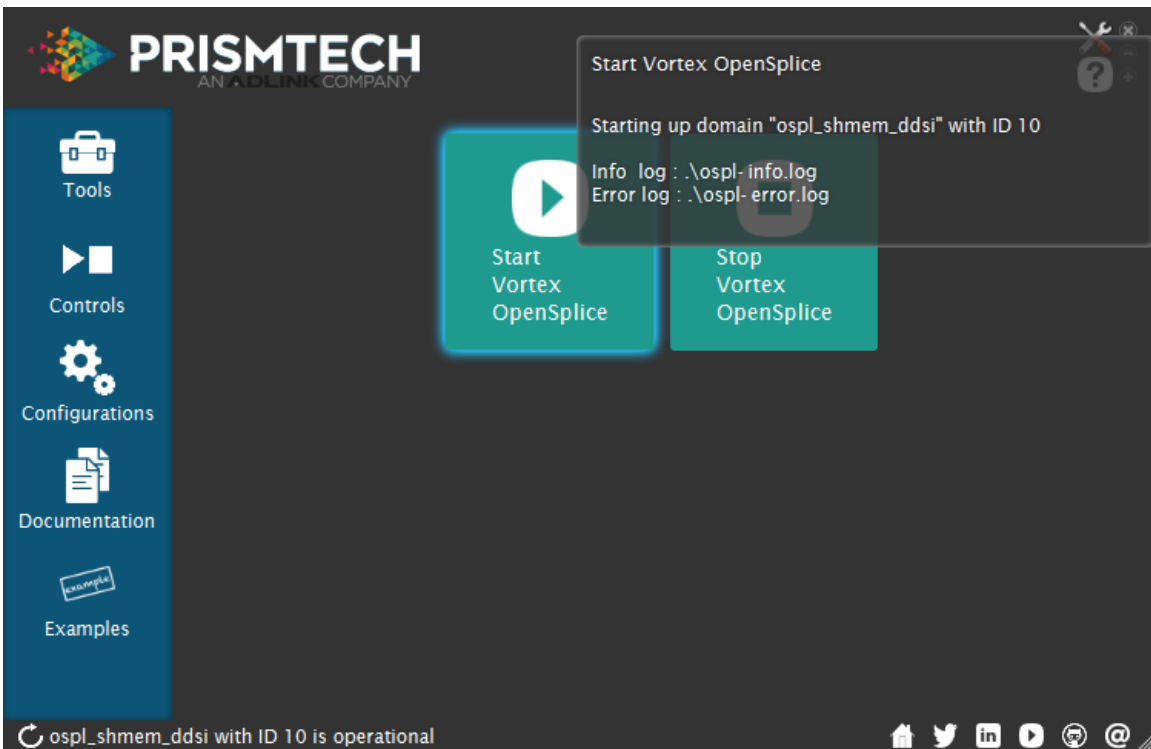 PRISMTECH
AN ADLINK COMPANY
Start Vortex OpenSplice
Starting up domain "ospl_shmem_ddsi" with ID 10
Info log : .\ospl-info.log
Error log : .\ospl-error.log
Tools
Controls
Configurations
Documentation
example
Examples
Start
Vortex
OpenSplice
Stop
Vortex
OpenSplice
ospl_shmem_ddsi with ID 10 is operational